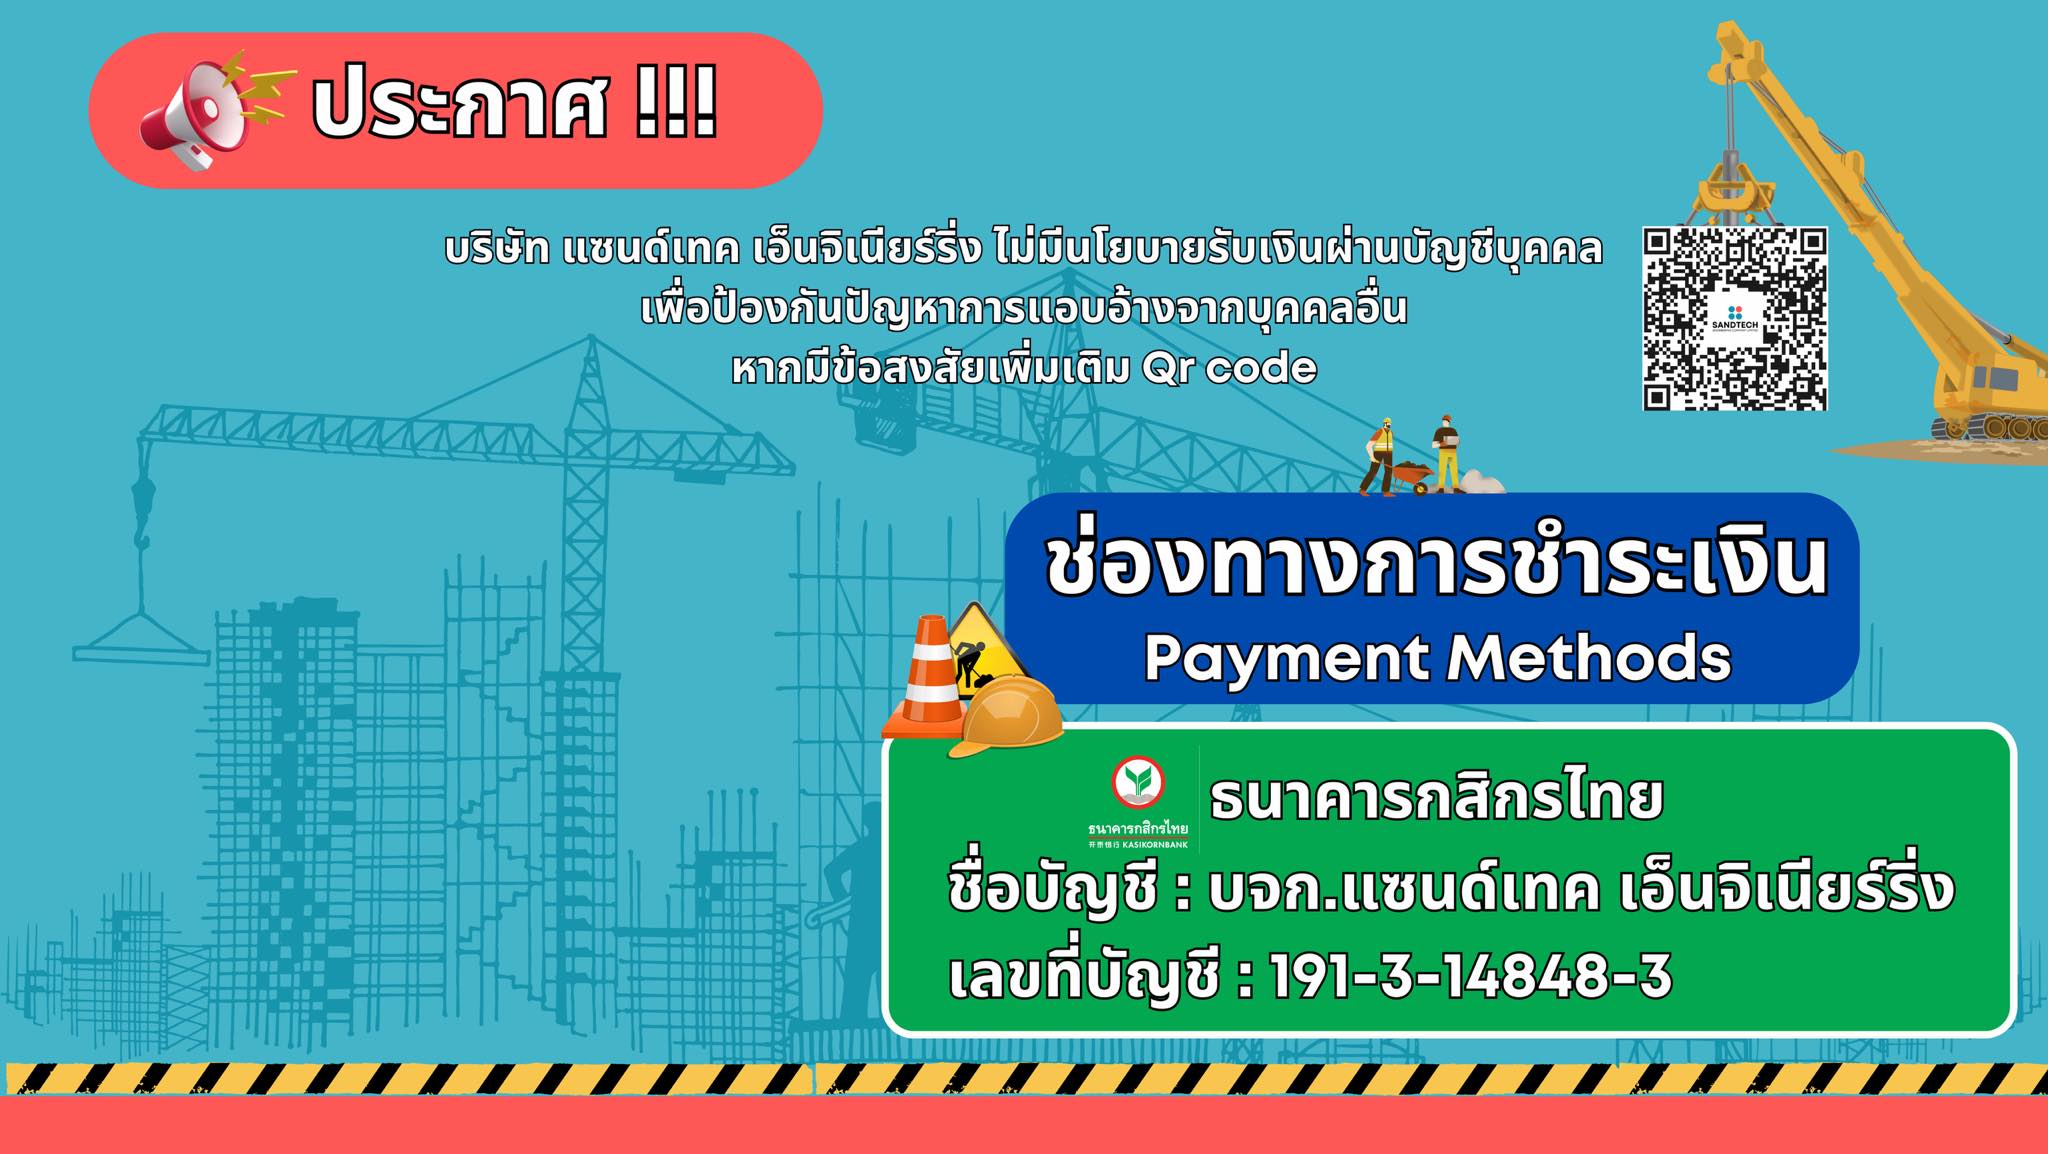 ประกาศ !!!
บริษัท แซนด์เทค เอ็นจิเนียร์ริ่ง ไม่มีนโยบายรับเงินผ่านบัญชีบุคคล
เพื่อป้องกันปัญหาการแอบอ้างจากบุคคลอื่น
หากมีข้อสงสัยเพิ่มเติม Qr code
SANDTECH
ช่องทางการชำระเงิน
Payment Methods
ธนาคารกสิกรไทย
开泰银行 KASIKORNBANK
ธนาคารกสิกรไทย
ชื่อบัญชี : บจก.แซนด์เทค เอ็นจิเนียร์ริ่ง
เลขที่บัญชี : 191-3-14848-3